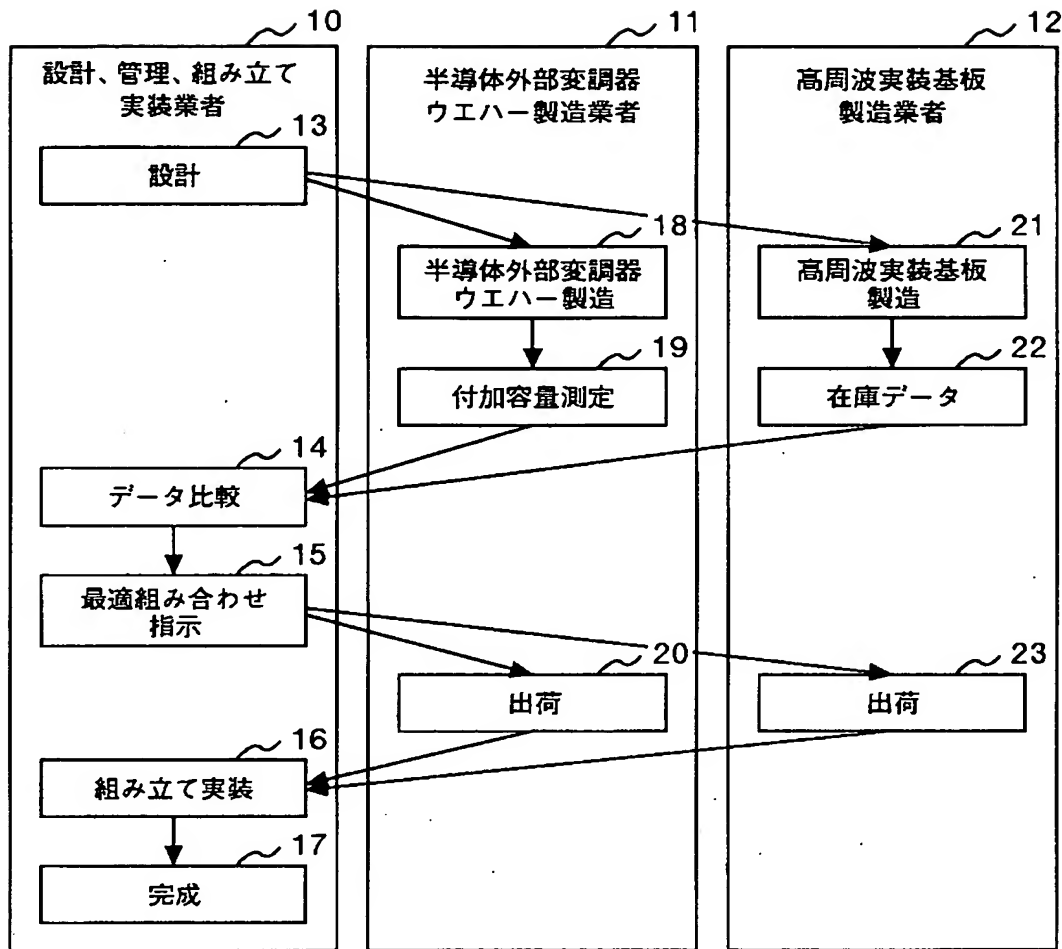 10
設計、管理、組み立て
実装業者
13
設計
14
データ比較
15
最適組み合わせ
指示
16
組み立て実装
17
完成
11
半導体外部変調器
ウエハー製造業者
18
半導体外部変調器
ウエハー製造
19
付加容量測定
20
出荷
12
高周波実装基板
製造業者
21
高周波実装基板
製造
22
在庫データ
23
出荷